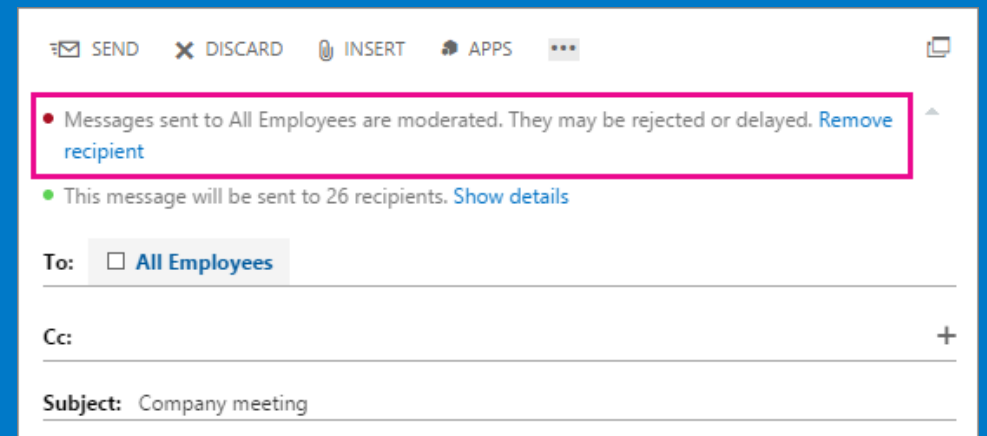 SEND DISCARD INSERT APPS •••
Messages sent to All Employees are moderated. They may be rejected or delayed. Remove
recipient
This message will be sent to 26 recipients. Show details
To: All Employees
Cc: +
Subject: Company meeting